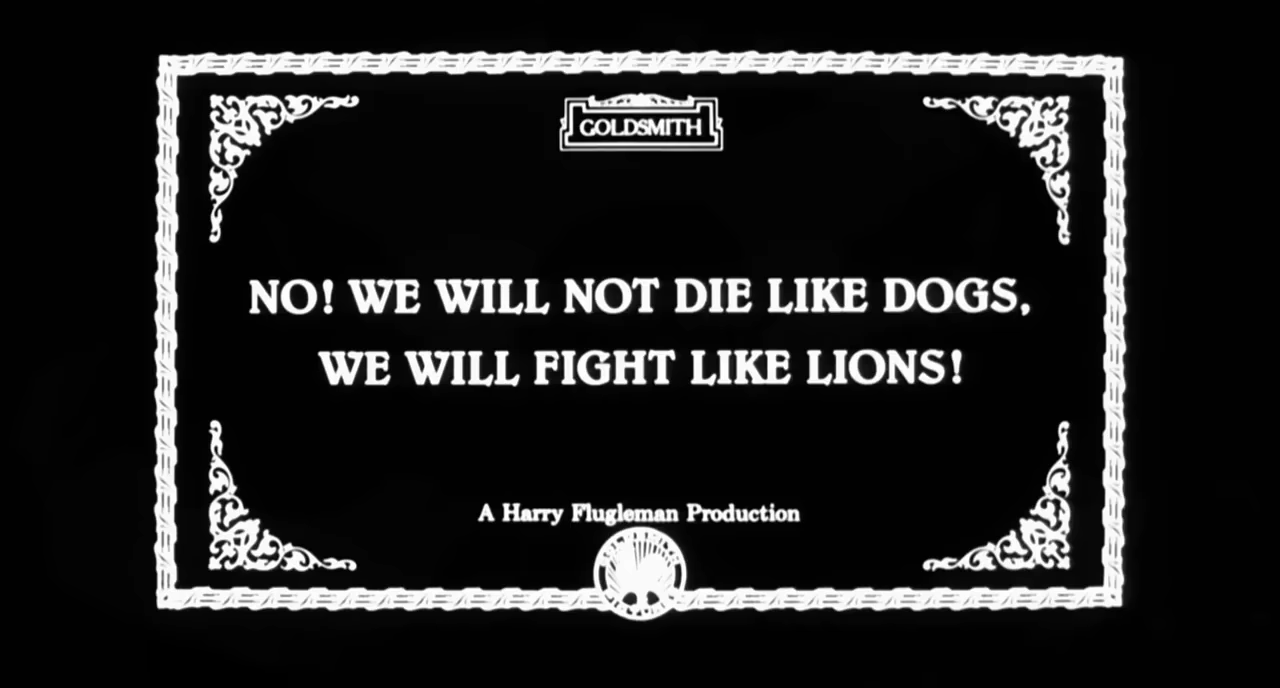 GOLDSMITH
NO! WE WILL NOT DIE LIKE DOGS,
WE WILL FIGHT LIKE LIONS!
A Harry Flugleman Production